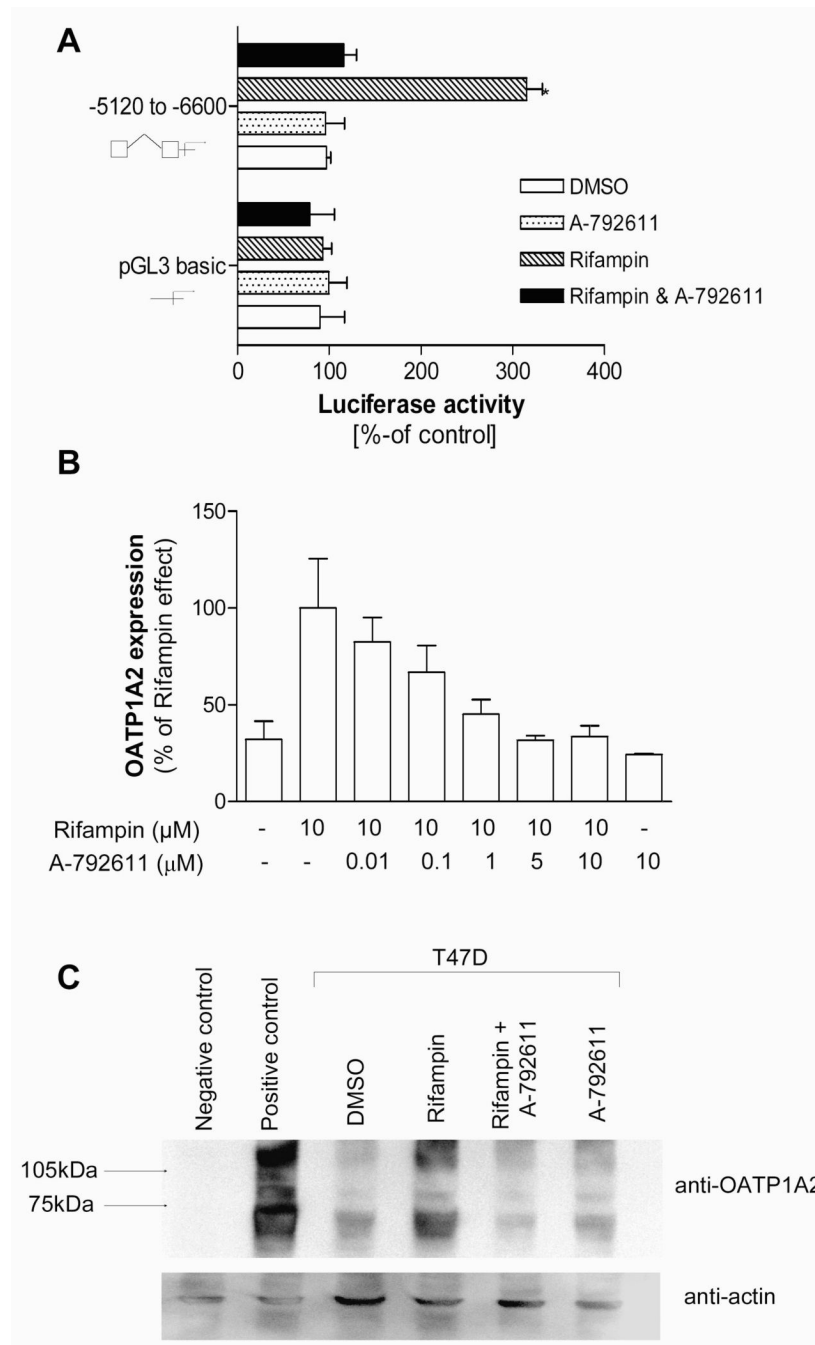 A
-5120 to -6600
*
pGL3 basic
DMSO
A-792611
Rifampin
Rifampin & A-792611
0 100 200 300 400
Luciferase activity
[%-of control]
B
OATP1A2 expression
(% of Rifampin effect)
150
100
50
0
Rifampin (µM) - 10 10 10 10 10 10 -
A-792611 (µM) - - 0.01 0.1 1 5 10 10
C
T47D
Negative control
Positive control
DMSO
Rifampin
Rifampin +
A-792611
A-792611
105kDa
75kDa
anti-OATP1A2
anti-actin